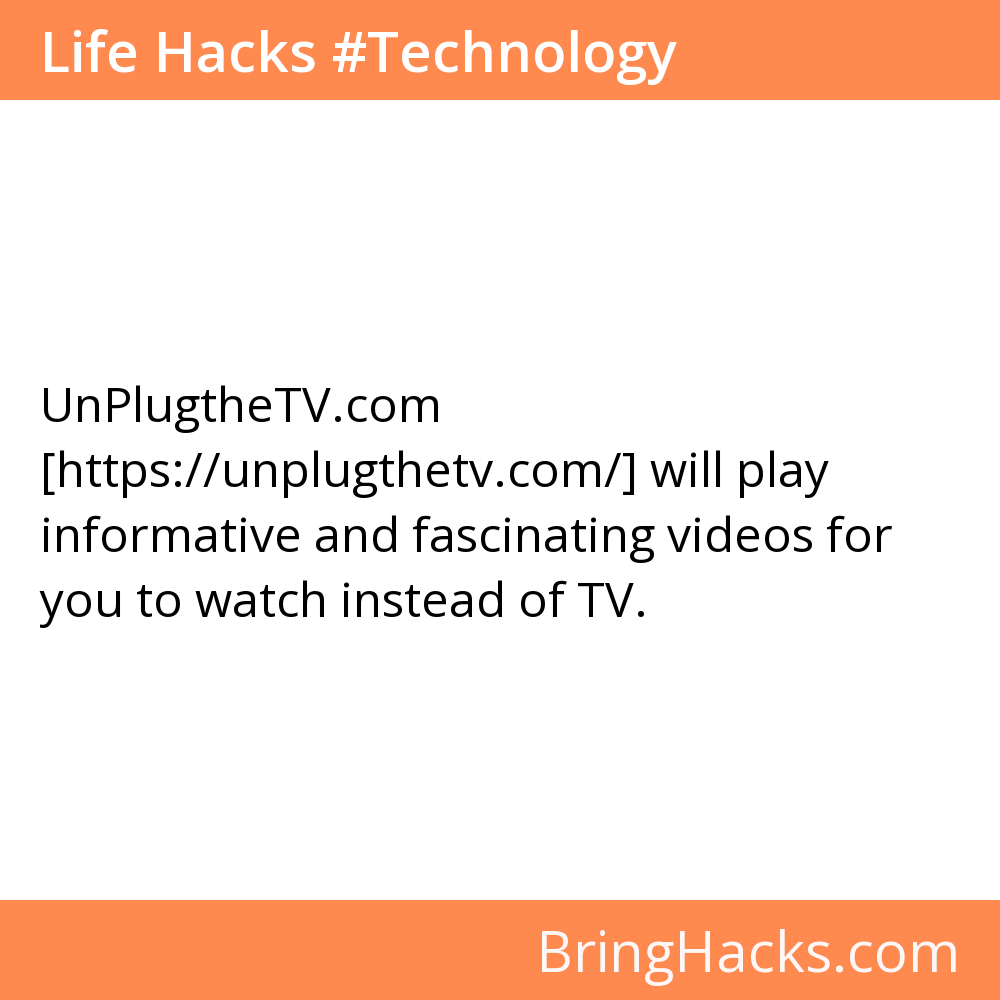 Life Hacks #Technology
UnPlugtheTV.com
[https://unplugthetv.com/] will play
informative and fascinating videos for
you to watch instead of TV.
BringHacks.com